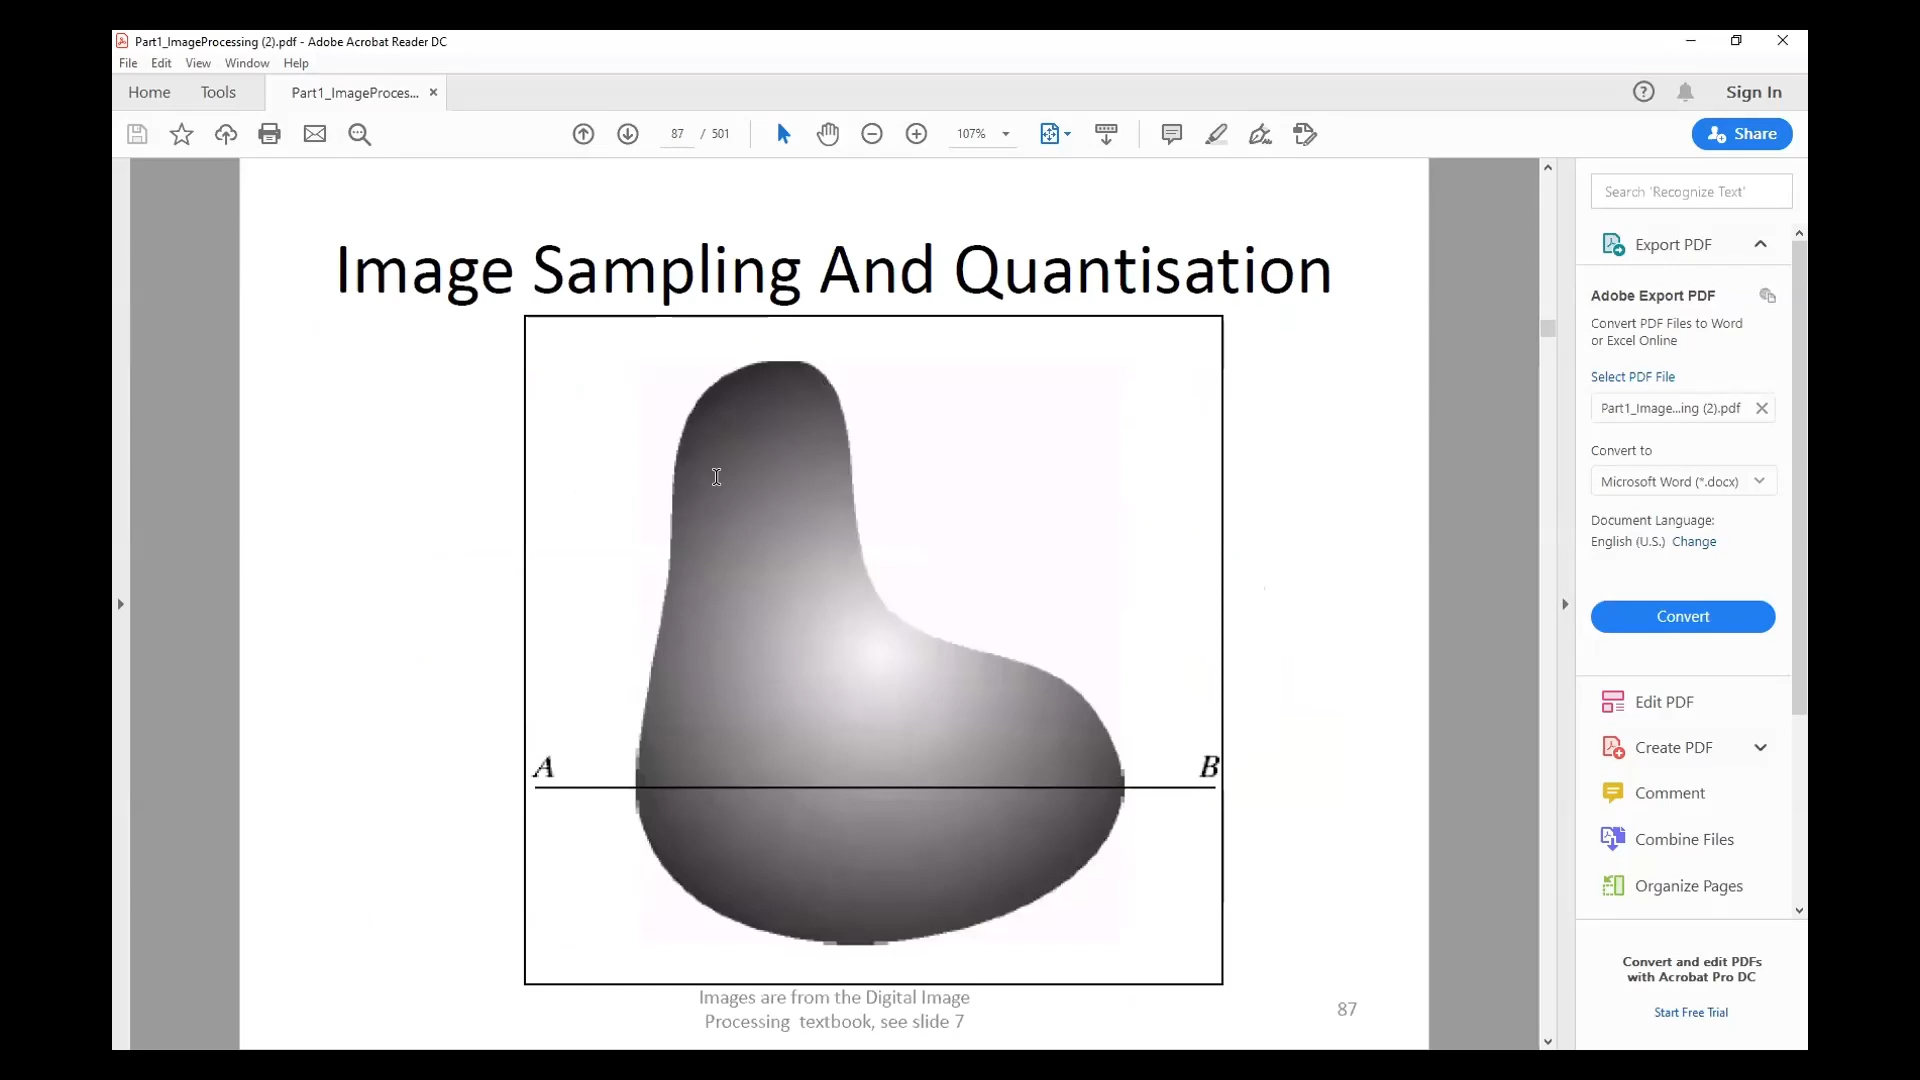 Part1_ImageProcessing (2).pdf - Adobe Acrobat Reader DC
File Edit View Window Help
Home Tools Part1_ImageProces... × Sign In
87 / 501 107% Share
Search 'Recognize Text'
Image Sampling And Quantisation
A B
Images are from the Digital Image
Processing textbook, see slide 7
87
Export PDF
Adobe Export PDF
Convert PDF Files to Word
or Excel Online
Select PDF File
Part1_Image...ing (2).pdf
Convert to
Microsoft Word (*.docx)
Document Language:
English (U.S.) Change
Convert
Edit PDF
Create PDF
Comment
Combine Files
Organize Pages
Convert and edit PDFs
with Acrobat Pro DC
Start Free Trial